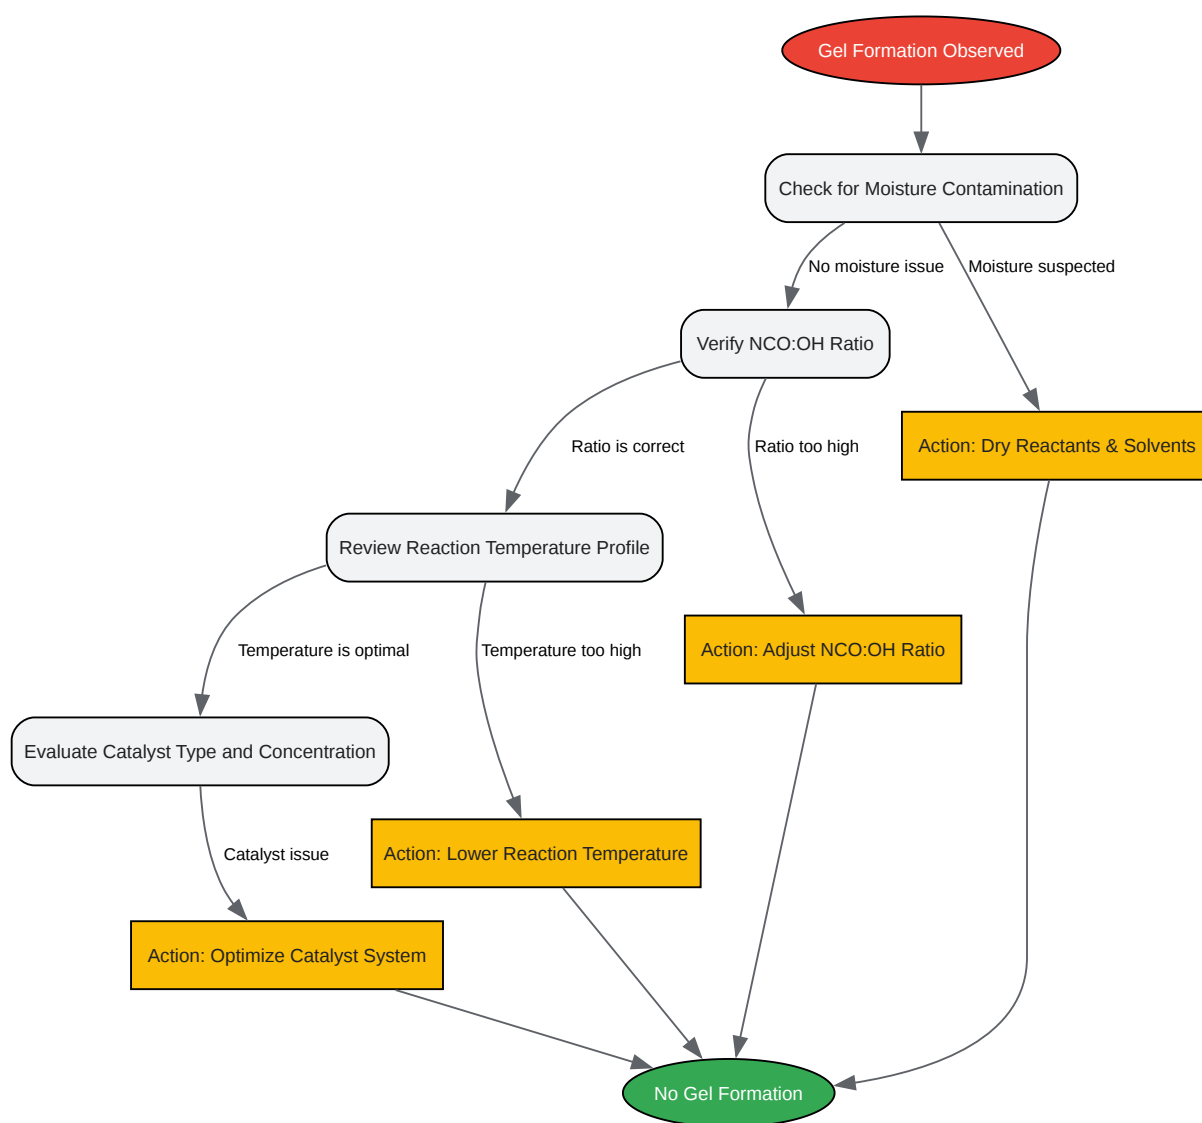 Gel Formation Observed
Check for Moisture Contamination
No moisture issue
Moisture suspected
Verify NCO:OH Ratio
Ratio is correct
Ratio too high
Action: Dry Reactants & Solvents
Review Reaction Temperature Profile
Temperature is optimal
Temperature too high
Action: Adjust NCO:OH Ratio
Evaluate Catalyst Type and Concentration
Catalyst issue
Action: Lower Reaction Temperature
Action: Optimize Catalyst System
No Gel Formation